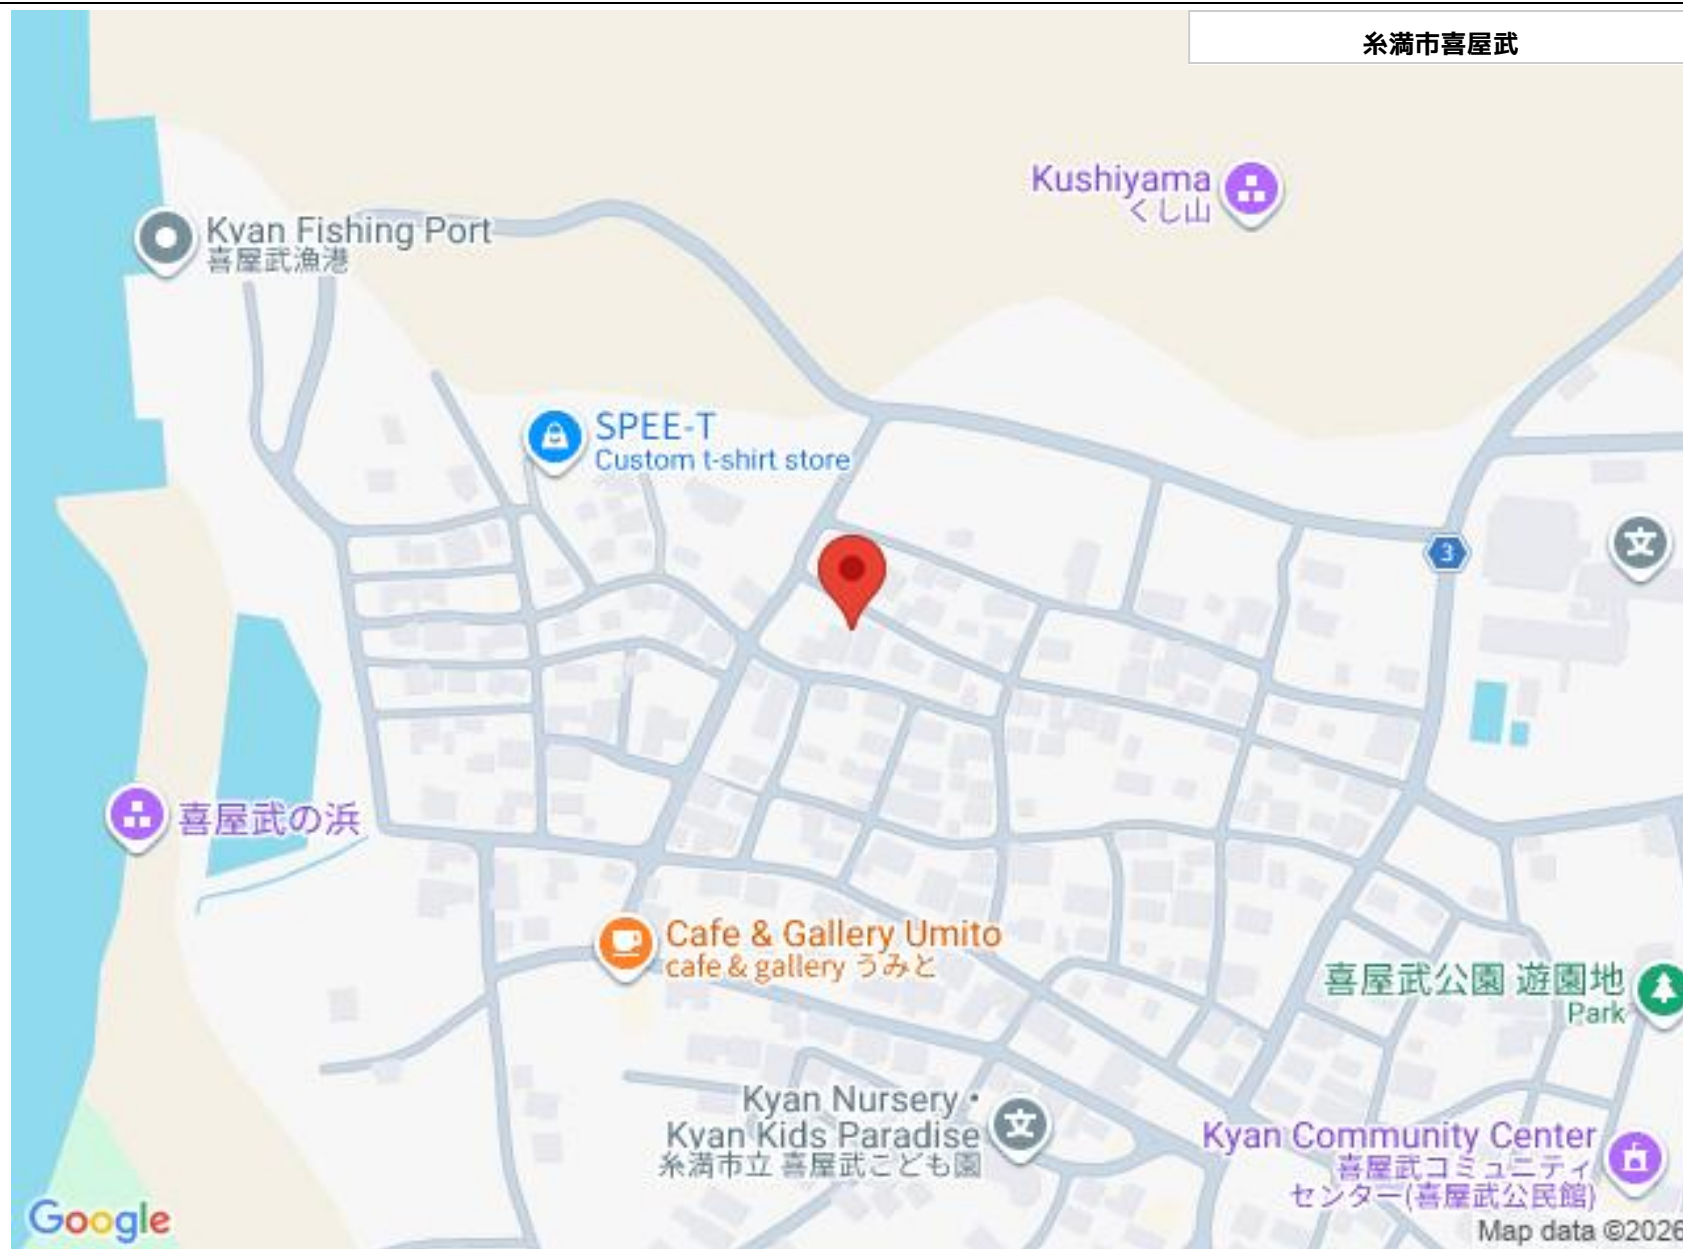 糸満市喜屋武
Kushiyama
くし山
Kyan Fishing Port
喜屋武漁港
SPEE-T
Custom t-shirt store
文
3
喜屋武の浜
Cafe & Gallery Umito
cafe & gallery うみと
喜屋武公園 遊園地
Park
Kyan Nursery・
Kyan Kids Paradise
糸満市立 喜屋武こども園
文
Kyan Community Center
喜屋武コミュニティ
センター(喜屋武公民館)
Google
Map data ©2026